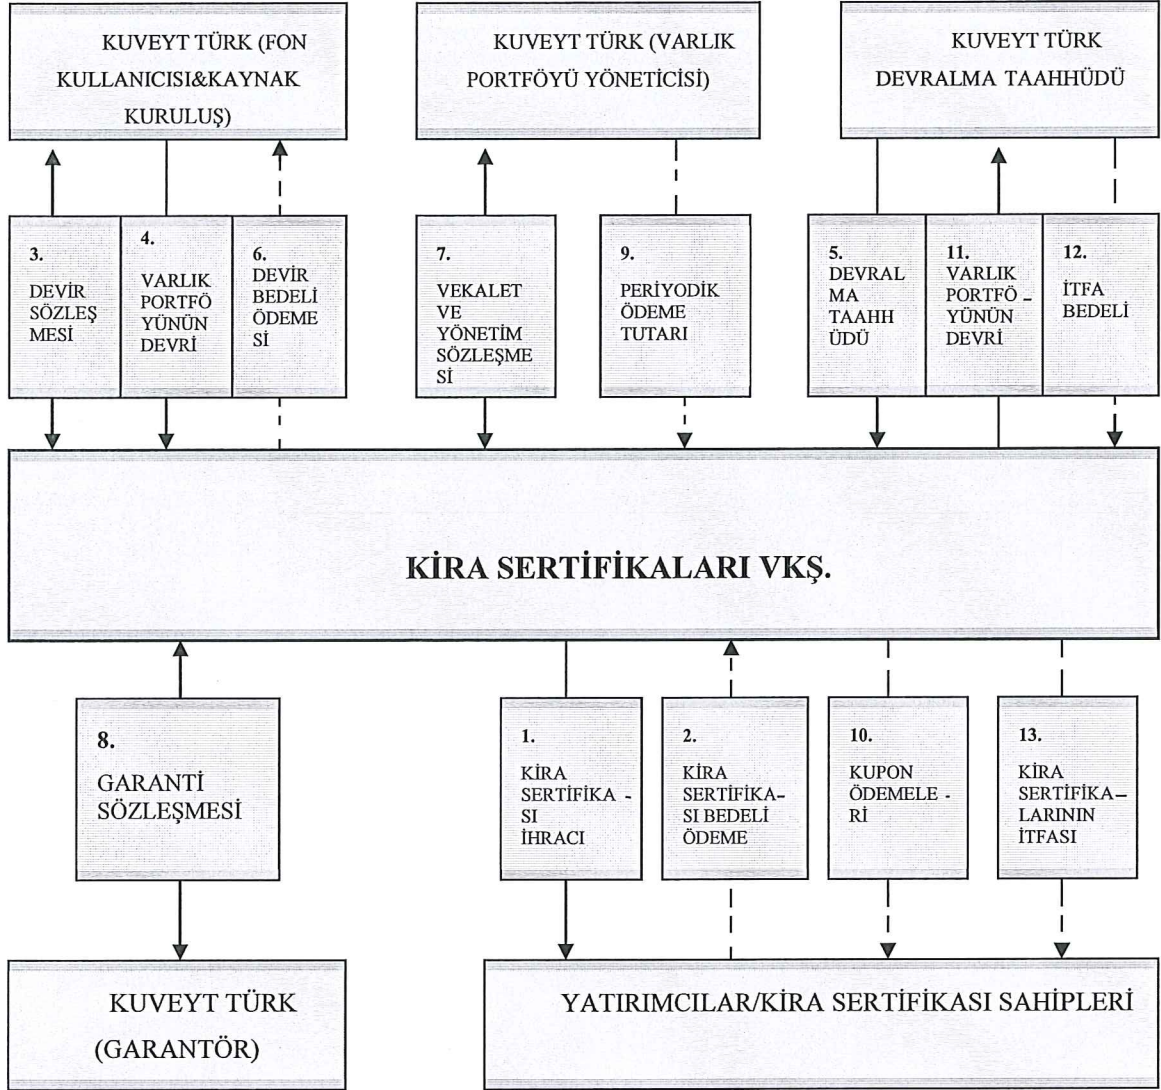 KUVEYT TÜRK (FON
KULLANICISI&KAYNAK
KURULUŞ)
KUVEYT TÜRK (VARLIK
PORTFÖYÜ YÖNETİCİSİ)
KUVEYT TÜRK
DEVRALMA TAAHHÜDÜ
3.
DEVİR
SÖZLEŞ
MESİ
4.
VARLIK
PORTFÖ
YÜNÜN
DEVRİ
6.
DEVİR
BEDELİ
ÖDEME
Sİ
7.
VEKALET
VE
YÖNETİM
SÖZLEŞME
Sİ
9.
PERİYODİK
ÖDEME
TUTARI
5.
DEVRAL
MA
TAAHH
ÜDÜ
11.
VARLIK
PORTFÖ –
YÜNÜN
DEVRİ
12.
İTFA
BEDELİ
KİRA SERTİFİKALARI VKŞ.
8.
GARANTİ
SÖZLEŞMESİ
1.
KİRA
SERTİFİKA -
SI
İHRACI
2.
KİRA
SERTİFİKA–
SI BEDELİ
ÖDEME
10.
KUPON
ÖDEMELE -
Rİ
13.
KİRA
SERTİFİKA–
LARININ
İTFASI
KUVEYT TÜRK
(GARANTÖR)
YATIRIMCILAR/KİRA SERTİFİKASI SAHİPLERİ